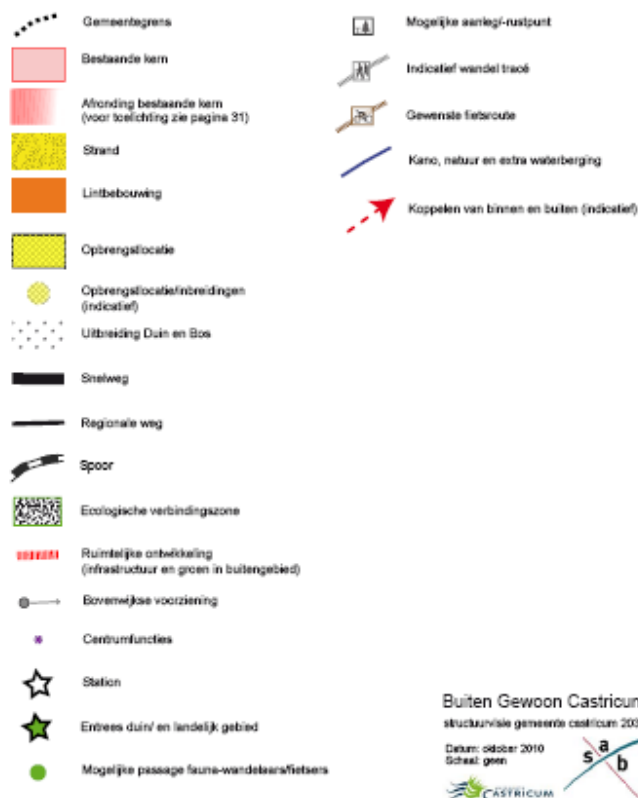 Gemeentegrens
Bestaande kern
Afronding bestaande kern
(voor toelichting zie pagina 31)
Strand
Lintbebouwing
Opbrengstlocatie
Opbrengstlocatie/inbreidingen
(indicatief)
Uitbreiding Duin en Bos
Snelweg
Regionale weg
Spoor
Ecologische verbindingszone
Ruimtelijke ontwikkeling
(infrastructuur en groen in buitengebied)
Bovenwijkse voorziening
Centrumfuncties
Station
Entrees duin/ en landelijk gebied
Mogelijke passage fauna-wandelaars/fietsers
Mogelijke aanleg/-rustpunt
Indicatief wandel tracé
Gewenste fietsroute
Kano, natuur en extra waterberging
Koppelen van binnen en buiten (indicatief)
Buiten Gewoon Castricum
structuurvisie gemeente castricum 203
Datum: oktober 2010
Schaal: geen
CASTRICUM
s a b